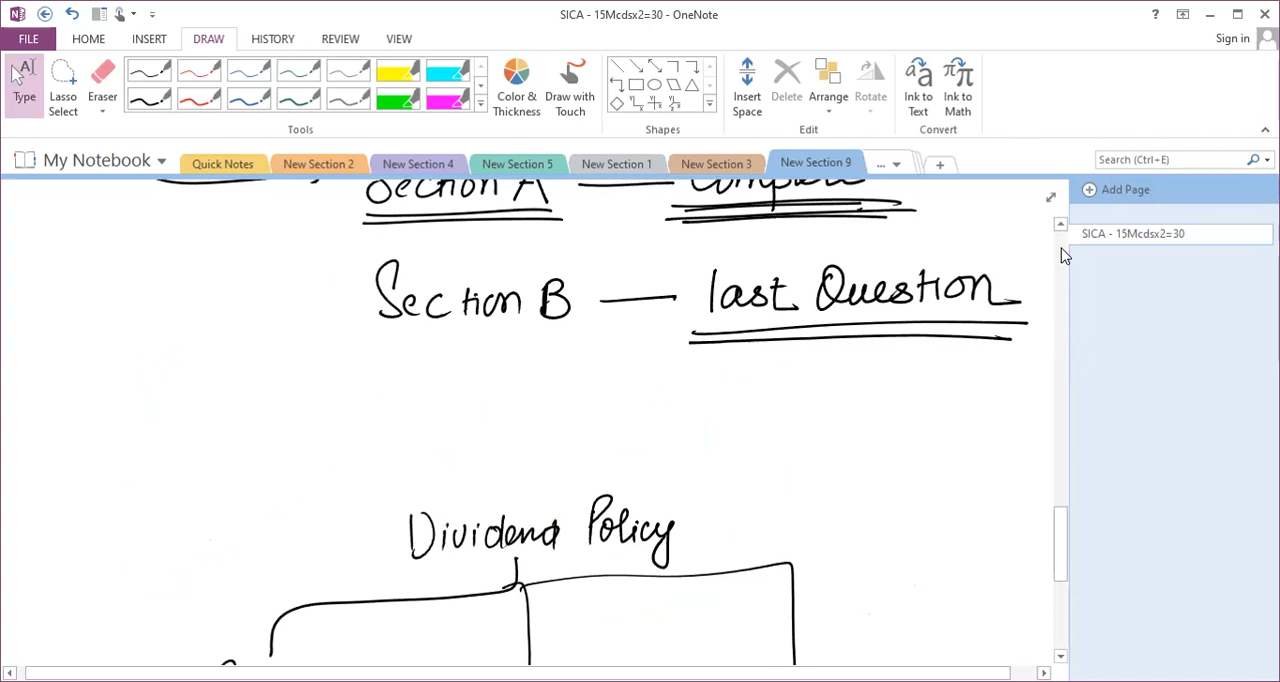 SICA - 15Mcdsx2=30 - OneNote
Sign in
FILE HOME INSERT DRAW HISTORY REVIEW VIEW
Type
Lasso Select
Eraser
Color & Thickness
Draw with Touch
Insert Space
Delete
Arrange
Rotate
Ink to Text
Ink to Math
Tools Shapes Edit Convert
My Notebook Quick Notes New Section 2 New Section 4 New Section 5 New Section 1 New Section 3 New Section 9 ... Search (Ctrl+E)
Add Page
SICA - 15Mcdsx2=30
Section A
Section B — last Question
Dividend Policy